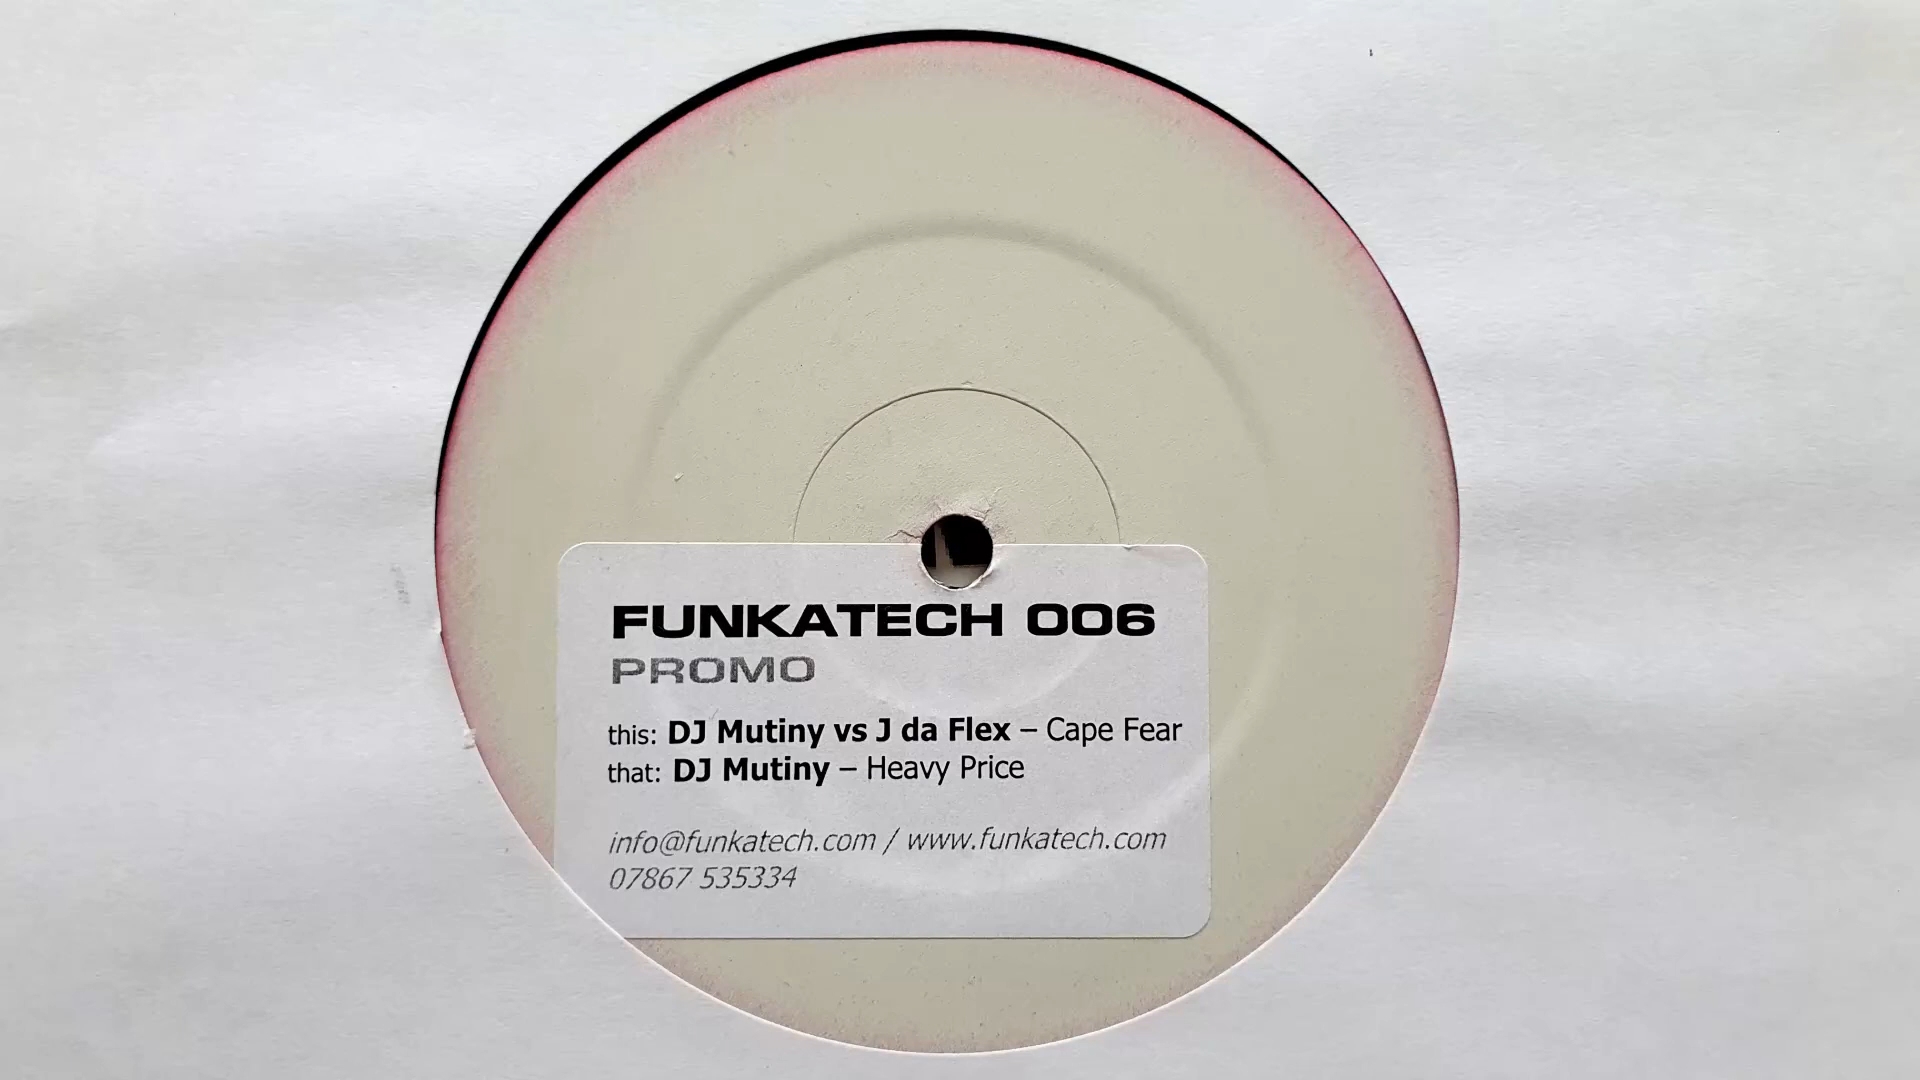 FUNKATECH 006
PROMO
this: DJ Mutiny vs J da Flex – Cape Fear
that: DJ Mutiny – Heavy Price
info@funkatech.com / www.funkatech.com
07867 535334